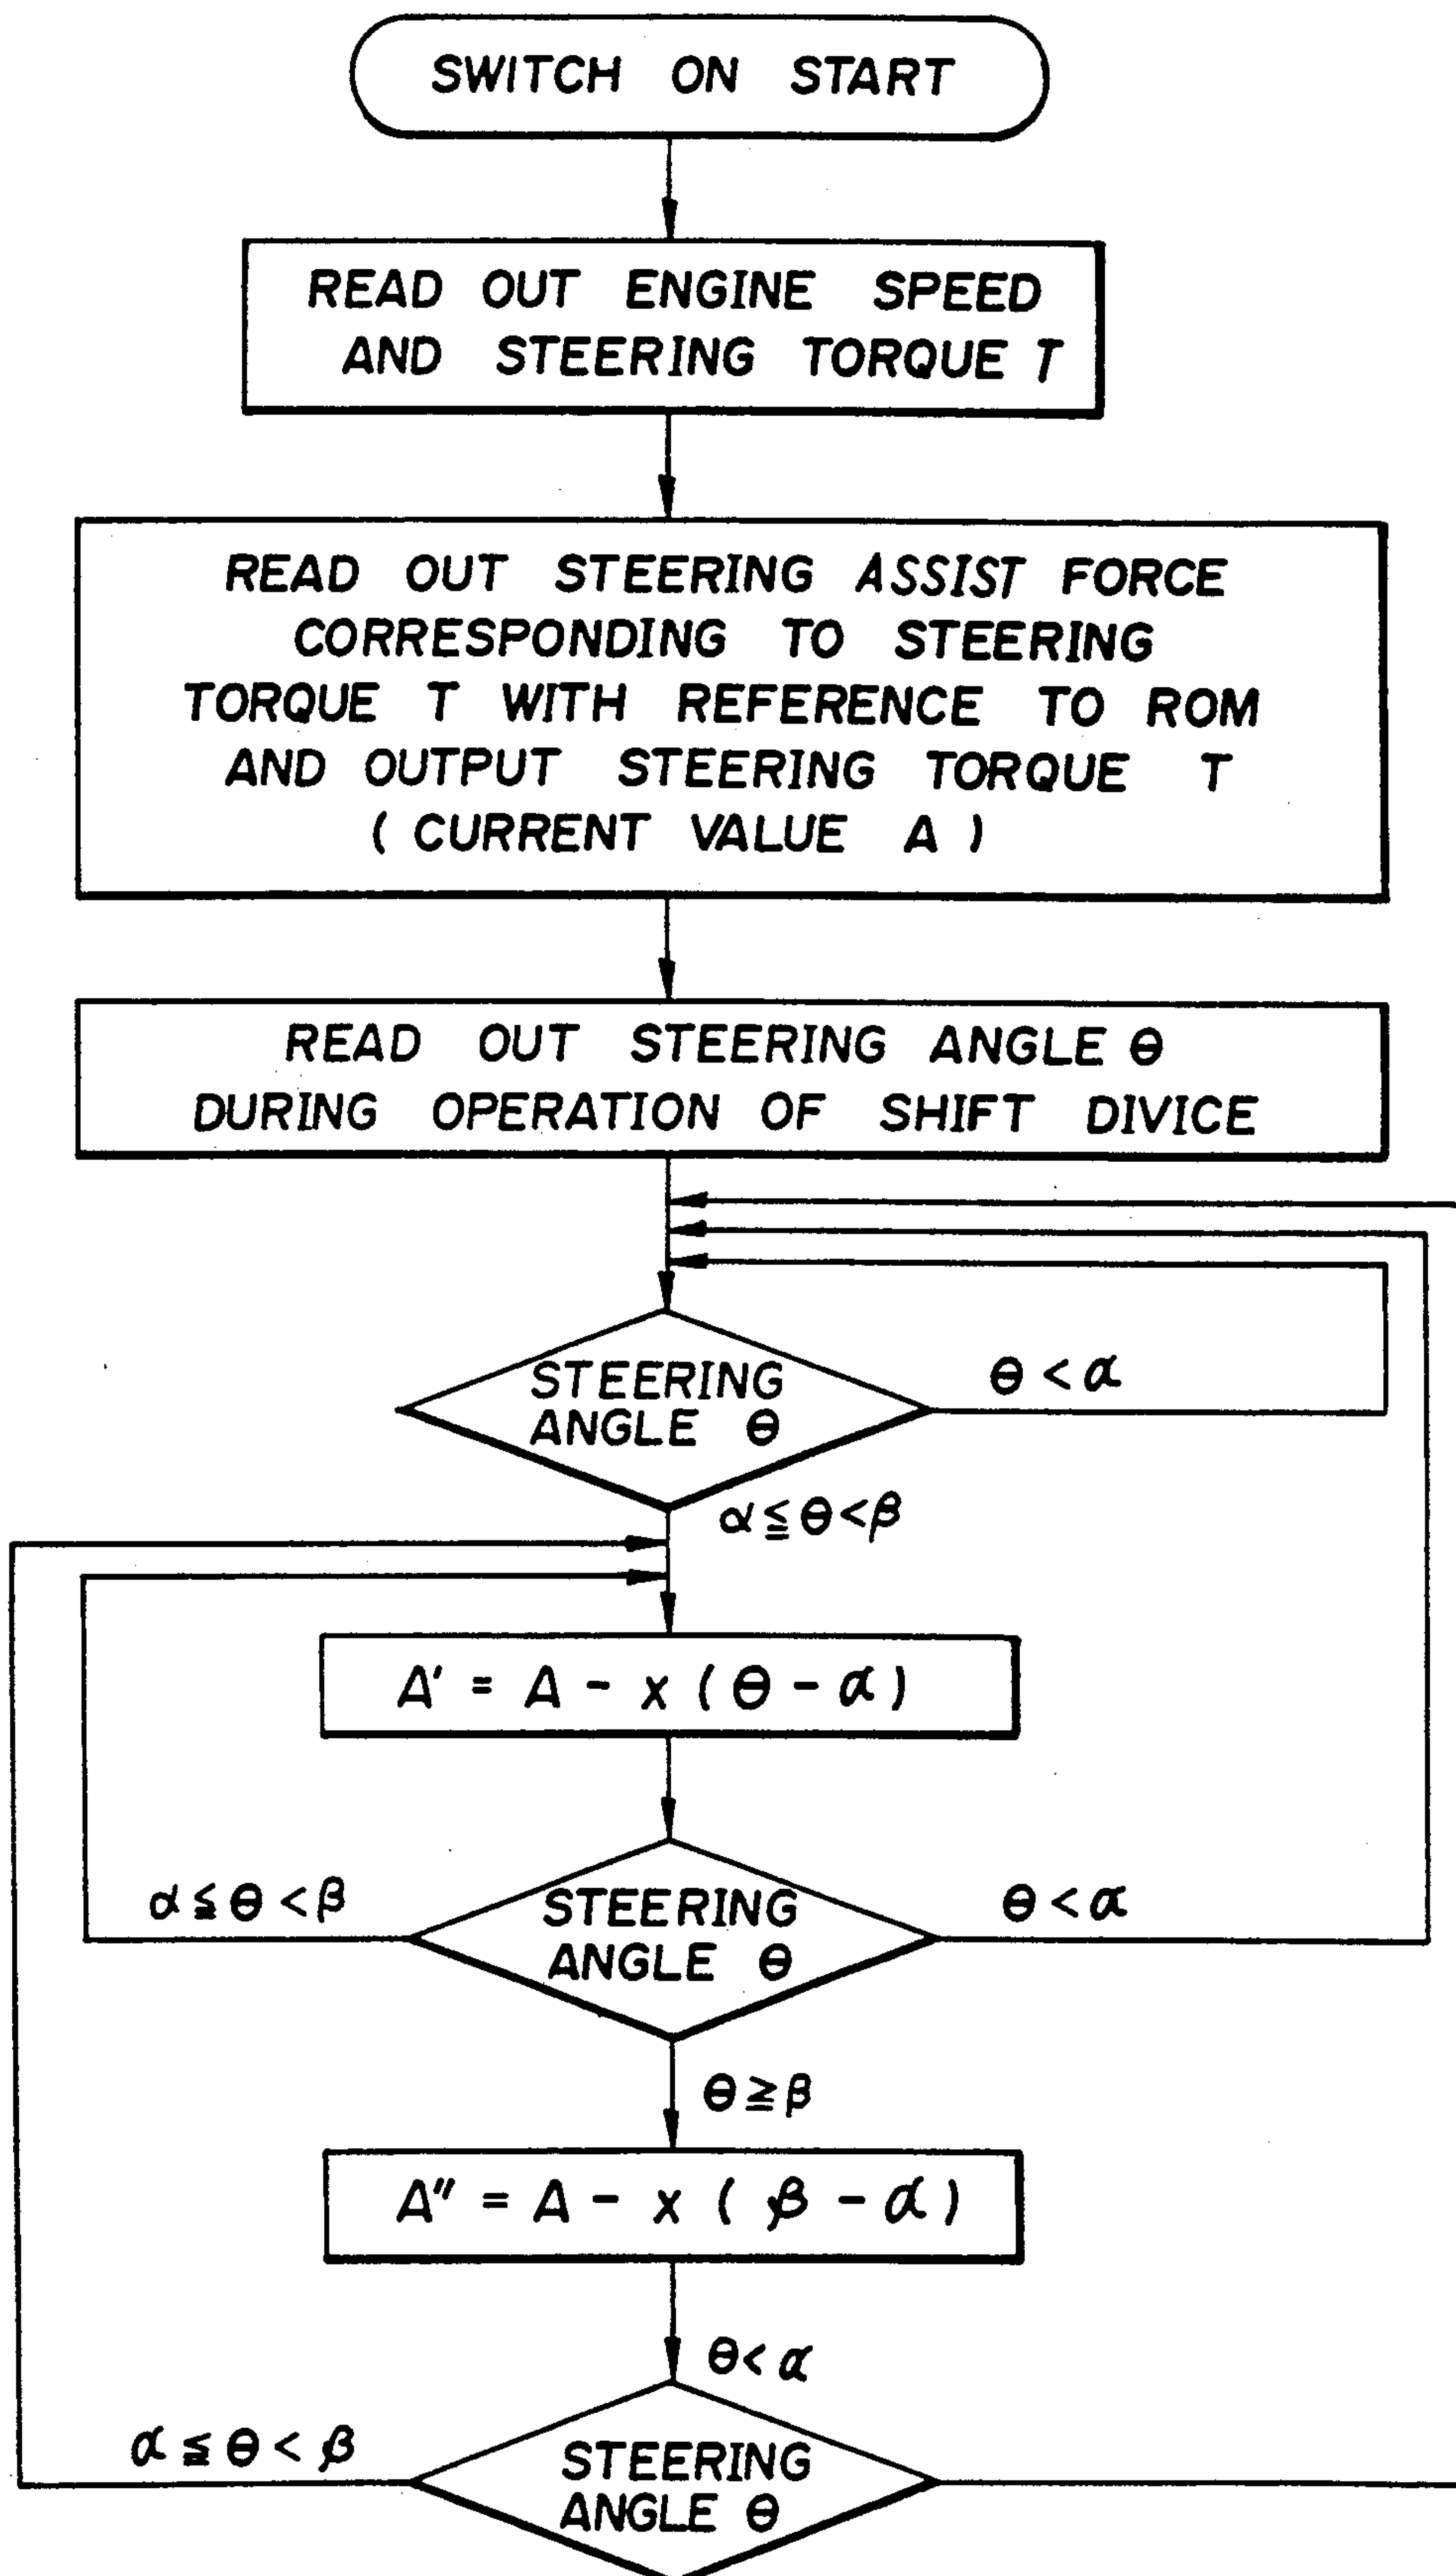 SWITCH ON START
READ OUT ENGINE SPEED
AND STEERING TORQUE T
READ OUT STEERING ASSIST FORCE
CORRESPONDING TO STEERING
TORQUE T WITH REFERENCE TO ROM
AND OUTPUT STEERING TORQUE T
( CURRENT VALUE A )
READ OUT STEERING ANGLE θ
DURING OPERATION OF SHIFT DIVICE
STEERING
ANGLE θ
θ < α
α ≦ θ < β
A' = A - x ( θ - α )
α ≦ θ < β
STEERING
ANGLE θ
θ < α
θ ≧ β
A'' = A - x ( β - α )
θ < α
α ≦ θ < β
STEERING
ANGLE θ